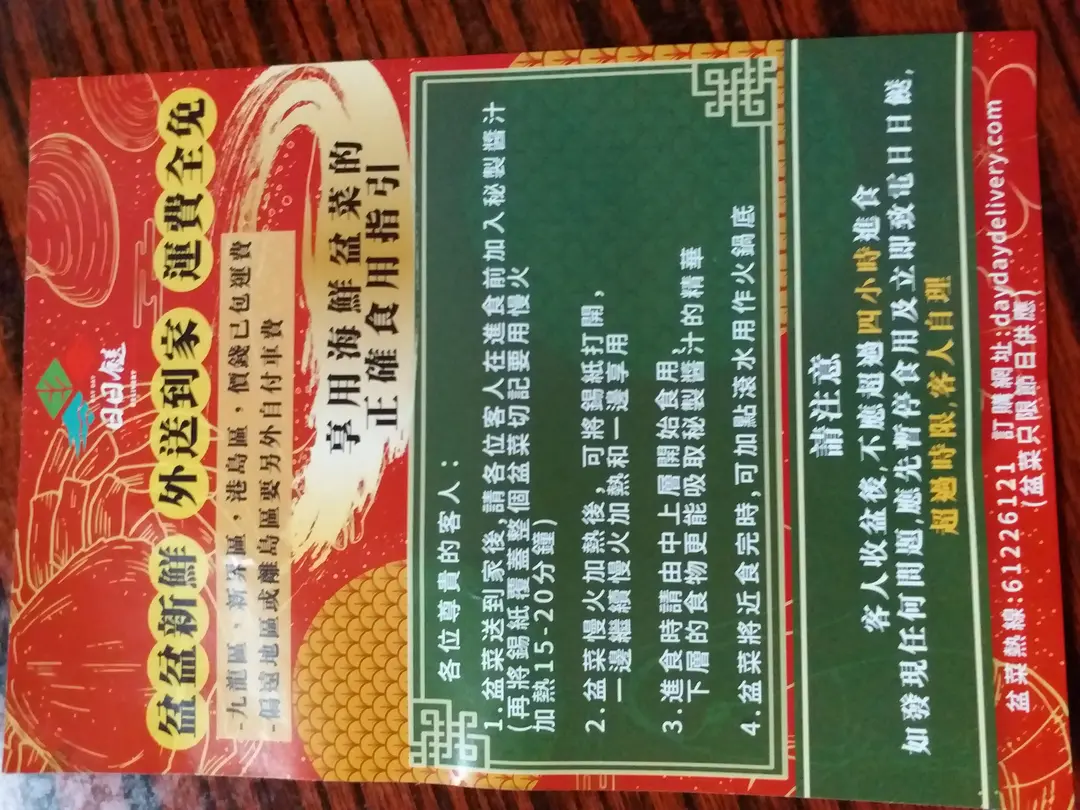 日日餸
DAY DAY
DELIVERY
盆盆新鮮 外送到家 運費全免
-九龍區、新界區，港島區，價錢已包運費
-偏遠地區或離島區要另外自付車費
享用海鮮盆菜的
正確食用指引
各位尊貴的客人：
1.盆菜送到家後,請各位客人在進食前加入秘製醬汁
(再將錫紙覆蓋整個盆菜切記要用慢火
加熱15-20分鐘)
2.盆菜慢火加熱後，可將錫紙打開，
一邊繼續慢火加熱和一邊享用
3.進食時請由中上層開始食用
下層的食物更能吸取秘製醬汁的精華
4.盆菜將近食完時,可加點滾水用作火鍋底
請注意
客人收盆後,不應超過四小時進食
如發現任何問題,應先暫停食用及立即致電日日餸,
超過時限,客人自理
盆菜熱線:61226121 訂購網址:daydaydelivery.com
(盆菜只限節日供應)